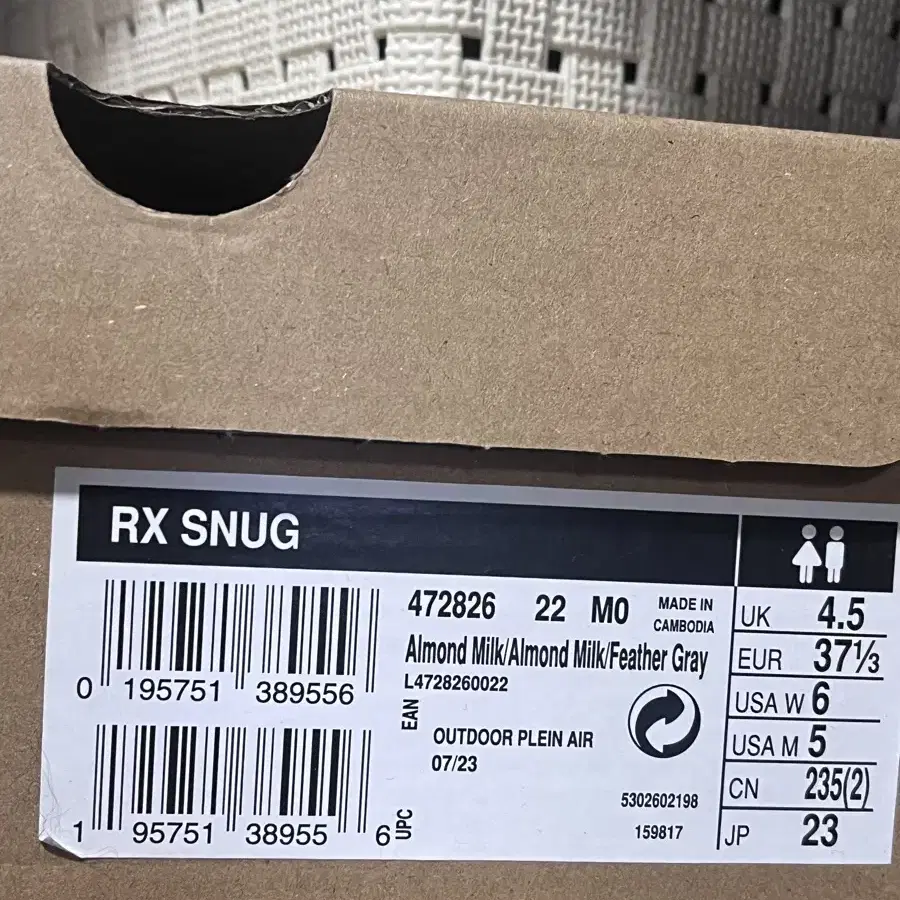 RX SNUG
0 195751 389556
1 95751 38955 6
EAN
UPC
472826 22 M0 MADE IN CAMBODIA
Almond Milk/Almond Milk/Feather Gray
L4728260022
OUTDOOR PLEIN AIR
07/23
5302602198
159817
UK 4.5
EUR 37⅓
USA W 6
USA M 5
CN 235(2)
JP 23